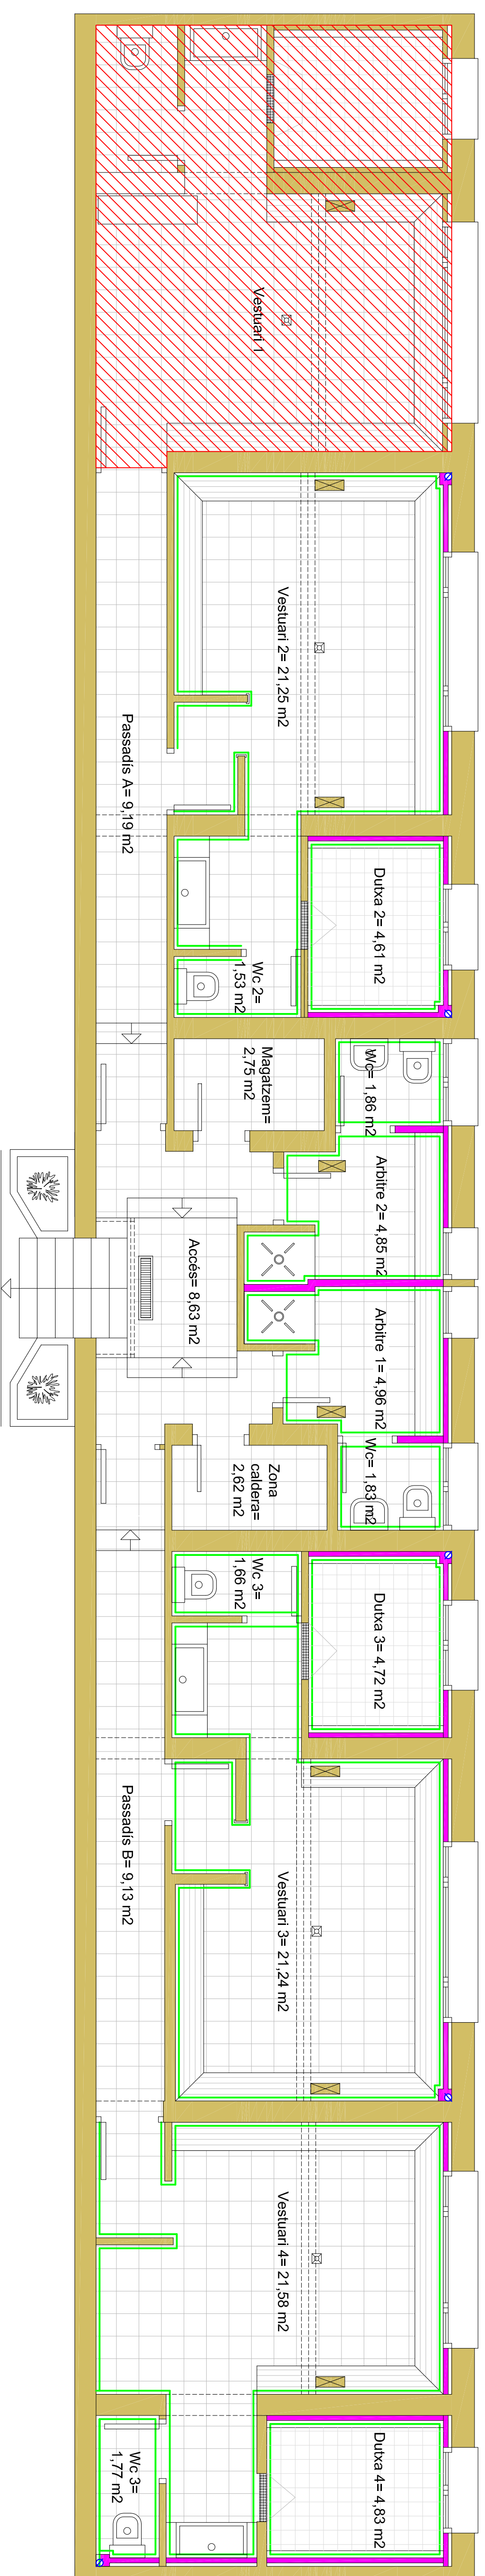 Vestuari 1
Vestuari 2= 21,25 m2
Passadís A= 9,19 m2
Dutxa 2= 4,61 m2
Wc 2=
1,53 m2
Magatzem=
2,75 m2
Wc= 1,86 m2
Arbitre 2= 4,85 m2
Accés= 8,63 m2
Arbitre 1= 4,96 m2
Wc= 1,83 m2
Zona
caldera=
2,62 m2
Wc 3=
1,66 m2
Dutxa 3= 4,72 m2
Passadís B= 9,13 m2
Vestuari 3= 21,24 m2
Vestuari 4= 21,58 m2
Dutxa 4= 4,83 m2
Wc 3=
1,77 m2